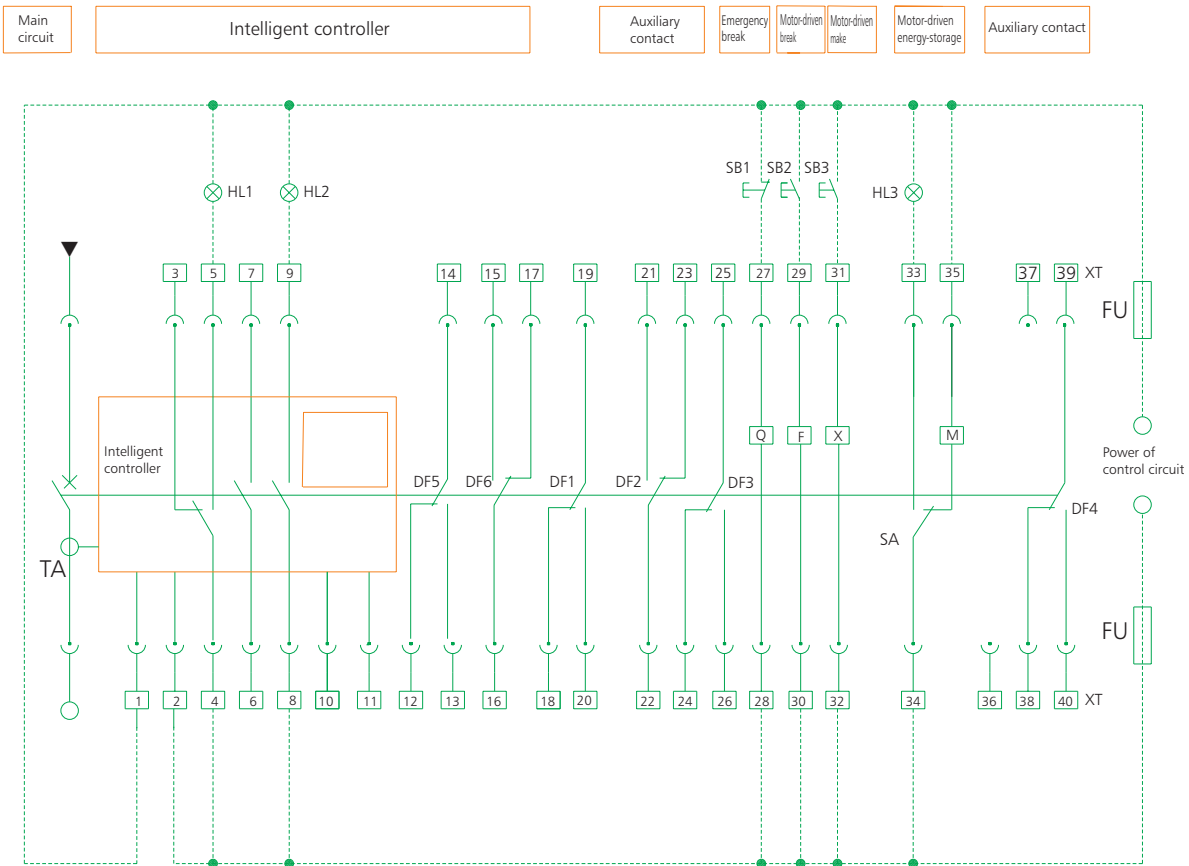 Main
circuit
Intelligent controller
Auxiliary
contact
Emergency
break
Motor-driven
break
Motor-driven
make
Motor-driven
energy-storage
Auxiliary contact
SB1 SB2 SB3
HL1 HL2 HL3
3 5 7 9 14 15 17 19 21 23 25 27 29 31 33 35 37 39 XT
FU
Q F X M
Intelligent
controller
Power of
control circuit
DF5 DF6 DF1 DF2 DF3
DF4
SA
TA
FU
1 2 4 6 8 10 11 12 13 16 18 20 22 24 26 28 30 32 34 36 38 40 XT